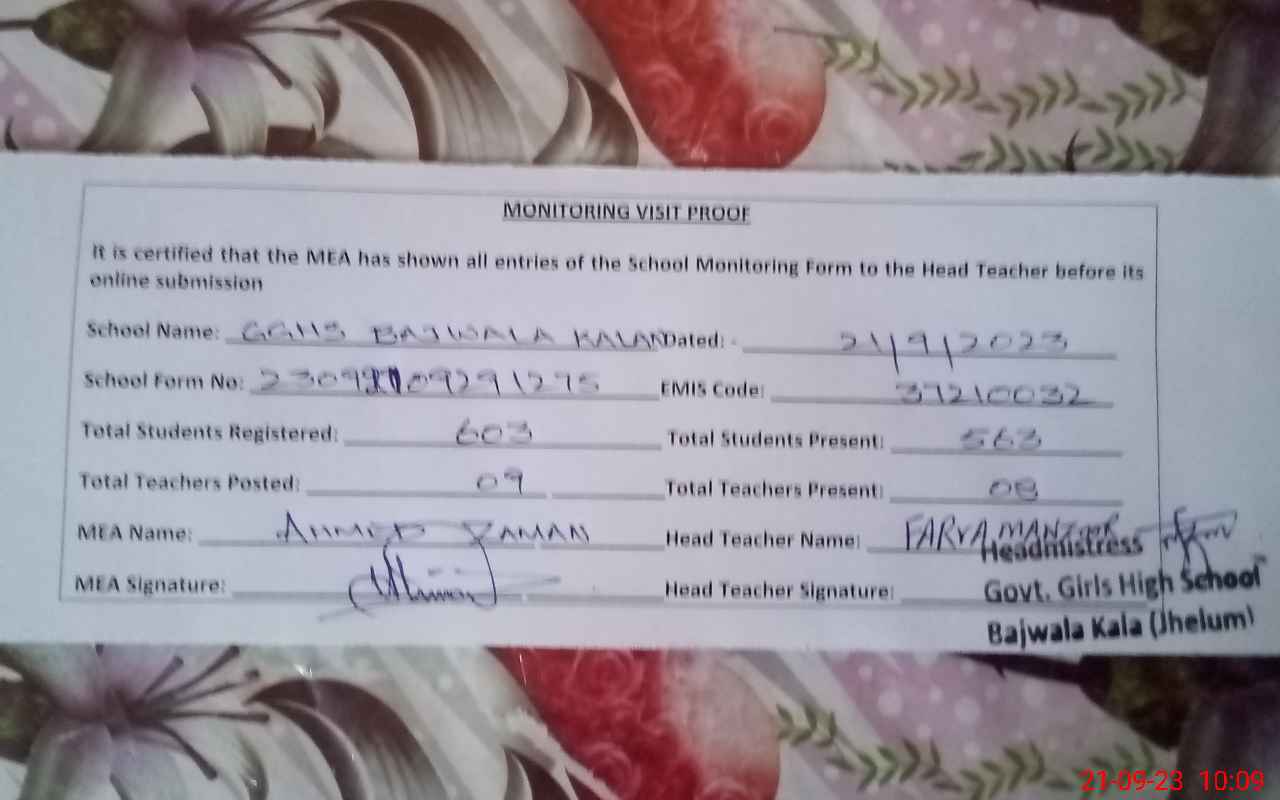 MONITORING VISIT PROOF
It is certified that the MEA has shown all entries of the School Monitoring Form to the Head Teacher before its
online submission
School Name: GGHS BAJWALA KALAN Dated: - 21/9/2023
School Form No: EMIS Code: 37210032
Total Students Registered: 603 Total Students Present: 563
Total Teachers Posted: 09 Total Teachers Present: 08
MEA Name: AHMED ZAMAN Head Teacher Name: FARYA MANZOOR
Headmistress
MEA Signature: Head Teacher Signature: Govt. Girls High School
Bajwala Kala (Jhelum)
21-09-23 10:09